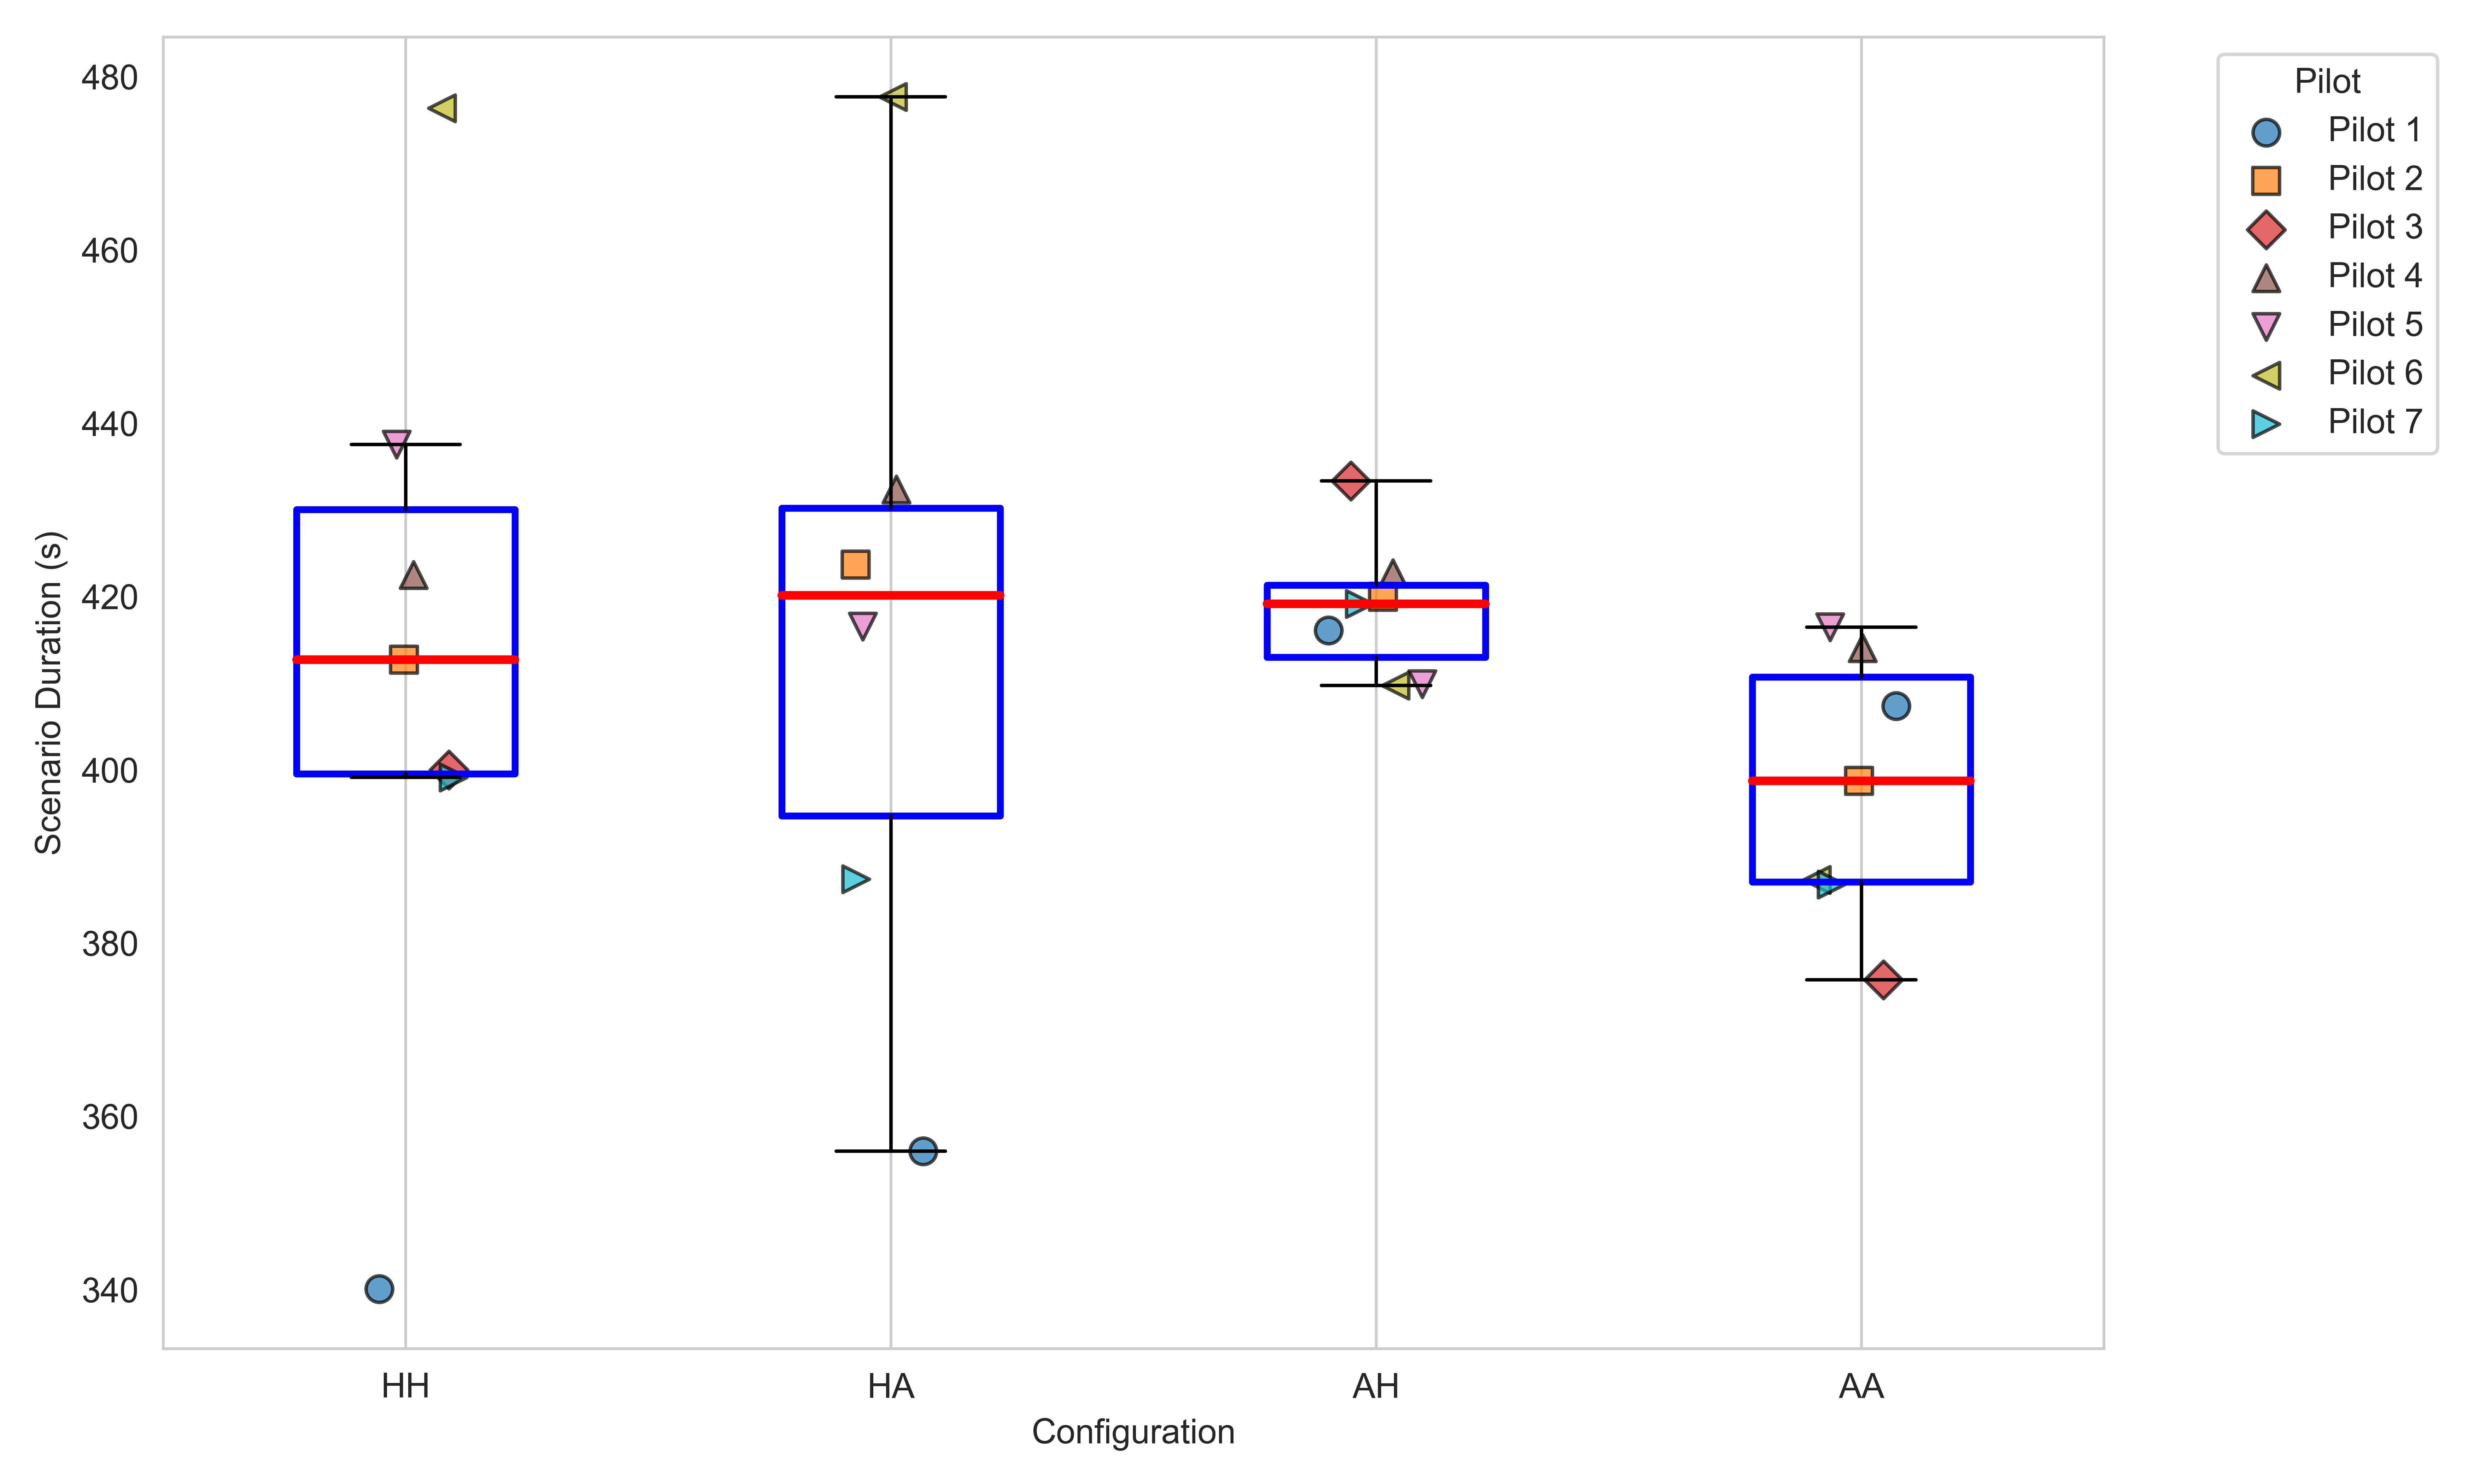 480
460
440
420
400
380
360
340
Scenario Duration (s)
HH
HA
AH
AA
Configuration
Pilot
Pilot 1
Pilot 2
Pilot 3
Pilot 4
Pilot 5
Pilot 6
Pilot 7